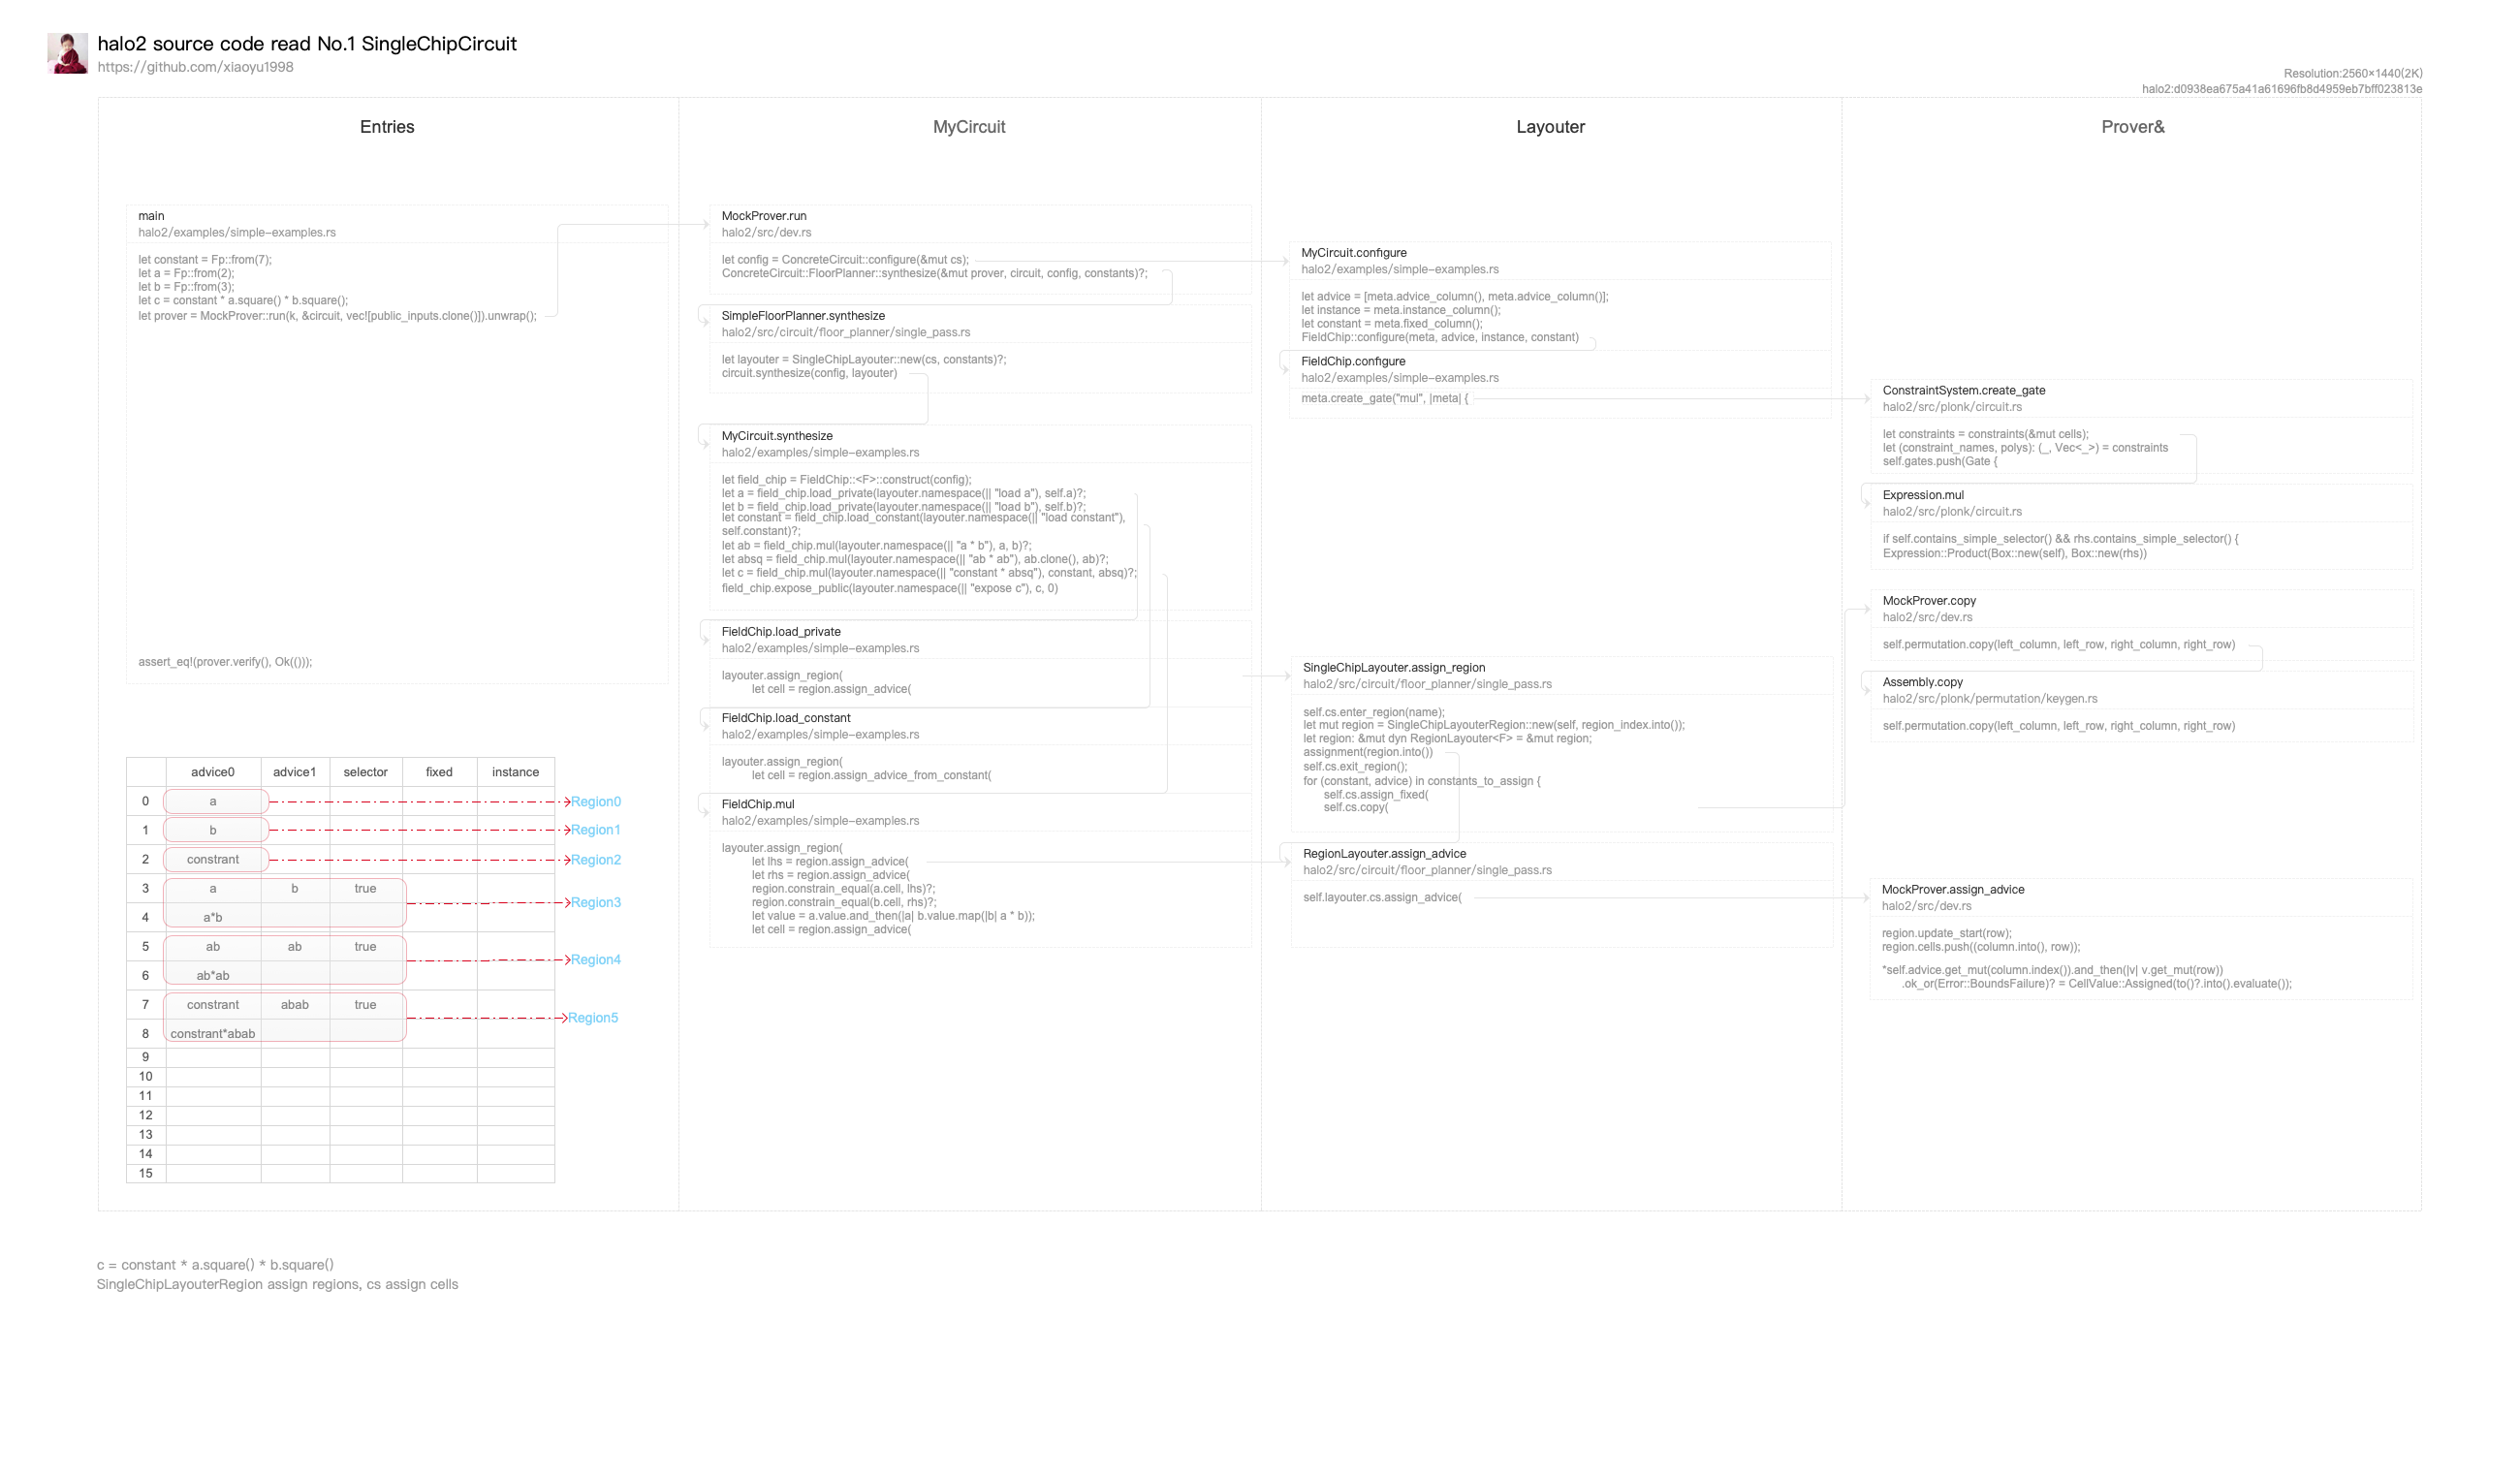 halo2 source code read No.1 SingleChipCircuit
https://github.com/xiaoyu1998
Resolution:2560×1440(2K)
halo2:d0938ea675a41a61696fb8d4959eb7bff023813e
Entries
main
halo2/examples/simple-examples.rs
let constant = Fp::from(7);
let a = Fp::from(2);
let b = Fp::from(3);
let c = constant * a.square() * b.square();
let prover = MockProver::run(k, &circuit, vec![public_inputs.clone()]).unwrap();
assert_eq!(prover.verify(), Ok(()));
advice0 advice1 selector fixed instance
0 a Region0
1 b Region1
2 constrant Region2
3 a b true Region3
4 a*b
5 ab ab true Region4
6 ab*ab
7 constrant abab true Region5
8 constrant*abab
9
10
11
12
13
14
15
MyCircuit
MockProver.run
halo2/src/dev.rs
let config = ConcreteCircuit::configure(&mut cs);
ConcreteCircuit::FloorPlanner::synthesize(&mut prover, circuit, config, constants)?;
SimpleFloorPlanner.synthesize
halo2/src/circuit/floor_planner/single_pass.rs
let layouter = SingleChipLayouter::new(cs, constants)?;
circuit.synthesize(config, layouter)
MyCircuit.synthesize
halo2/examples/simple-examples.rs
let field_chip = FieldChip::<F>::construct(config);
let a = field_chip.load_private(layouter.namespace(|| "load a"), self.a)?;
let b = field_chip.load_private(layouter.namespace(|| "load b"), self.b)?;
let constant = field_chip.load_constant(layouter.namespace(|| "load constant"),
self.constant)?;
let ab = field_chip.mul(layouter.namespace(|| "a * b"), a, b)?;
let absq = field_chip.mul(layouter.namespace(|| "ab * ab"), ab.clone(), ab)?;
let c = field_chip.mul(layouter.namespace(|| "constant * absq"), constant, absq)?;
field_chip.expose_public(layouter.namespace(|| "expose c"), c, 0)
FieldChip.load_private
halo2/examples/simple-examples.rs
layouter.assign_region(
let cell = region.assign_advice(
FieldChip.load_constant
halo2/examples/simple-examples.rs
layouter.assign_region(
let cell = region.assign_advice_from_constant(
FieldChip.mul
halo2/examples/simple-examples.rs
layouter.assign_region(
let lhs = region.assign_advice(
let rhs = region.assign_advice(
region.constrain_equal(a.cell, lhs)?;
region.constrain_equal(b.cell, rhs)?;
let value = a.value.and_then(|a| b.value.map(|b| a * b));
let cell = region.assign_advice(
Layouter
MyCircuit.configure
halo2/examples/simple-examples.rs
let advice = [meta.advice_column(), meta.advice_column()];
let instance = meta.instance_column();
let constant = meta.fixed_column();
FieldChip::configure(meta, advice, instance, constant)
FieldChip.configure
halo2/examples/simple-examples.rs
meta.create_gate("mul", |meta| {
SingleChipLayouter.assign_region
halo2/src/circuit/floor_planner/single_pass.rs
self.cs.enter_region(name);
let mut region = SingleChipLayouterRegion::new(self, region_index.into());
let region: &mut dyn RegionLayouter<F> = &mut region;
assignment(region.into())
self.cs.exit_region();
for (constant, advice) in constants_to_assign {
self.cs.assign_fixed(
self.cs.copy(
RegionLayouter.assign_advice
halo2/src/circuit/floor_planner/single_pass.rs
self.layouter.cs.assign_advice(
Prover&
ConstraintSystem.create_gate
halo2/src/plonk/circuit.rs
let constraints = constraints(&mut cells);
let (constraint_names, polys): (_, Vec<_>) = constraints
self.gates.push(Gate {
Expression.mul
halo2/src/plonk/circuit.rs
if self.contains_simple_selector() && rhs.contains_simple_selector() {
Expression::Product(Box::new(self), Box::new(rhs))
MockProver.copy
halo2/src/dev.rs
self.permutation.copy(left_column, left_row, right_column, right_row)
Assembly.copy
halo2/src/plonk/permutation/keygen.rs
self.permutation.copy(left_column, left_row, right_column, right_row)
MockProver.assign_advice
halo2/src/dev.rs
region.update_start(row);
region.cells.push((column.into(), row));
*self.advice.get_mut(column.index()).and_then(|v| v.get_mut(row))
.ok_or(Error::BoundsFailure)? = CellValue::Assigned(to()?.into().evaluate());
c = constant * a.square() * b.square()
SingleChipLayouterRegion assign regions, cs assign cells